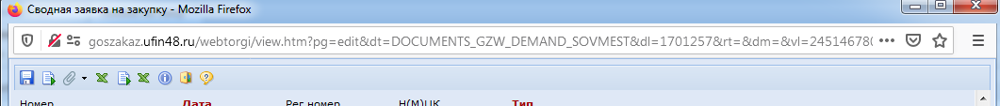 Сводная заявка на закупку - Mozilla Firefox
goszakaz.ufin48.ru/webtorgi/view.htm?pg=edit&dt=DOCUMENTS_GZW_DEMAND_SOVMEST&dl=1701257&rt=&dm=&vl=245146780
Номер Дата Рег.номер Н(М)ЦК Тип